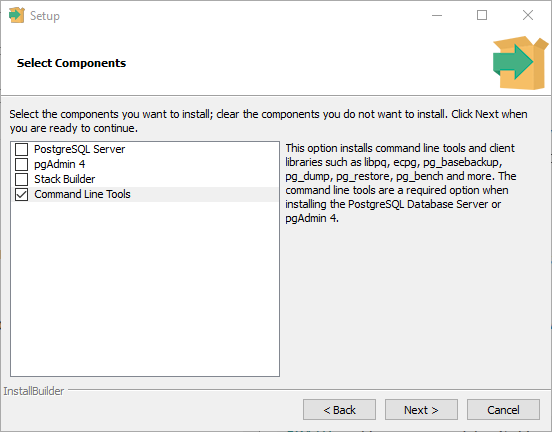 Setup
Select Components
Select the components you want to install; clear the components you do not want to install. Click Next when
you are ready to continue.
PostgreSQL Server
pgAdmin 4
Stack Builder
Command Line Tools
This option installs command line tools and client
libraries such as libpq, ecpg, pg_basebackup,
pg_dump, pg_restore, pg_bench and more. The
command line tools are a required option when
installing the PostgreSQL Database Server or
pgAdmin 4.
InstallBuilder
< Back
Next >
Cancel